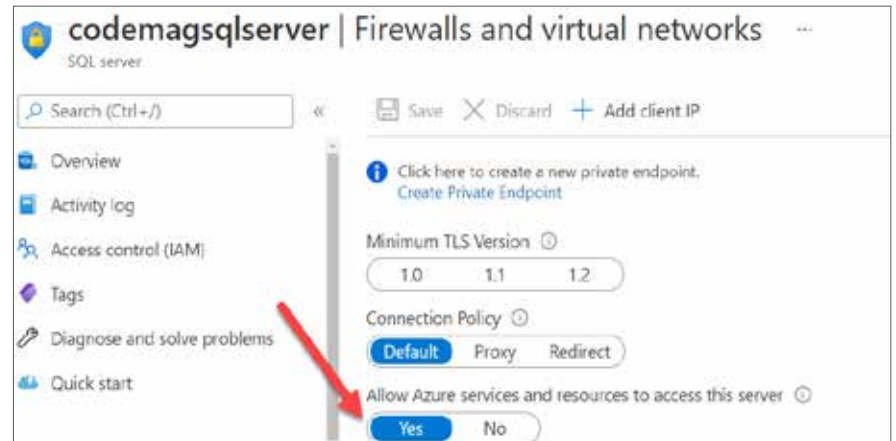 codemagsqlserver | Firewalls and virtual networks ...
SQL server
Search (Ctrl+/)
«
Save Discard + Add client IP
Overview
Activity log
Access control (IAM)
Tags
Diagnose and solve problems
Quick start
Click here to create a new private endpoint.
Create Private Endpoint
Minimum TLS Version
1.0 1.1 1.2
Connection Policy
Default Proxy Redirect
Allow Azure services and resources to access this server
Yes No